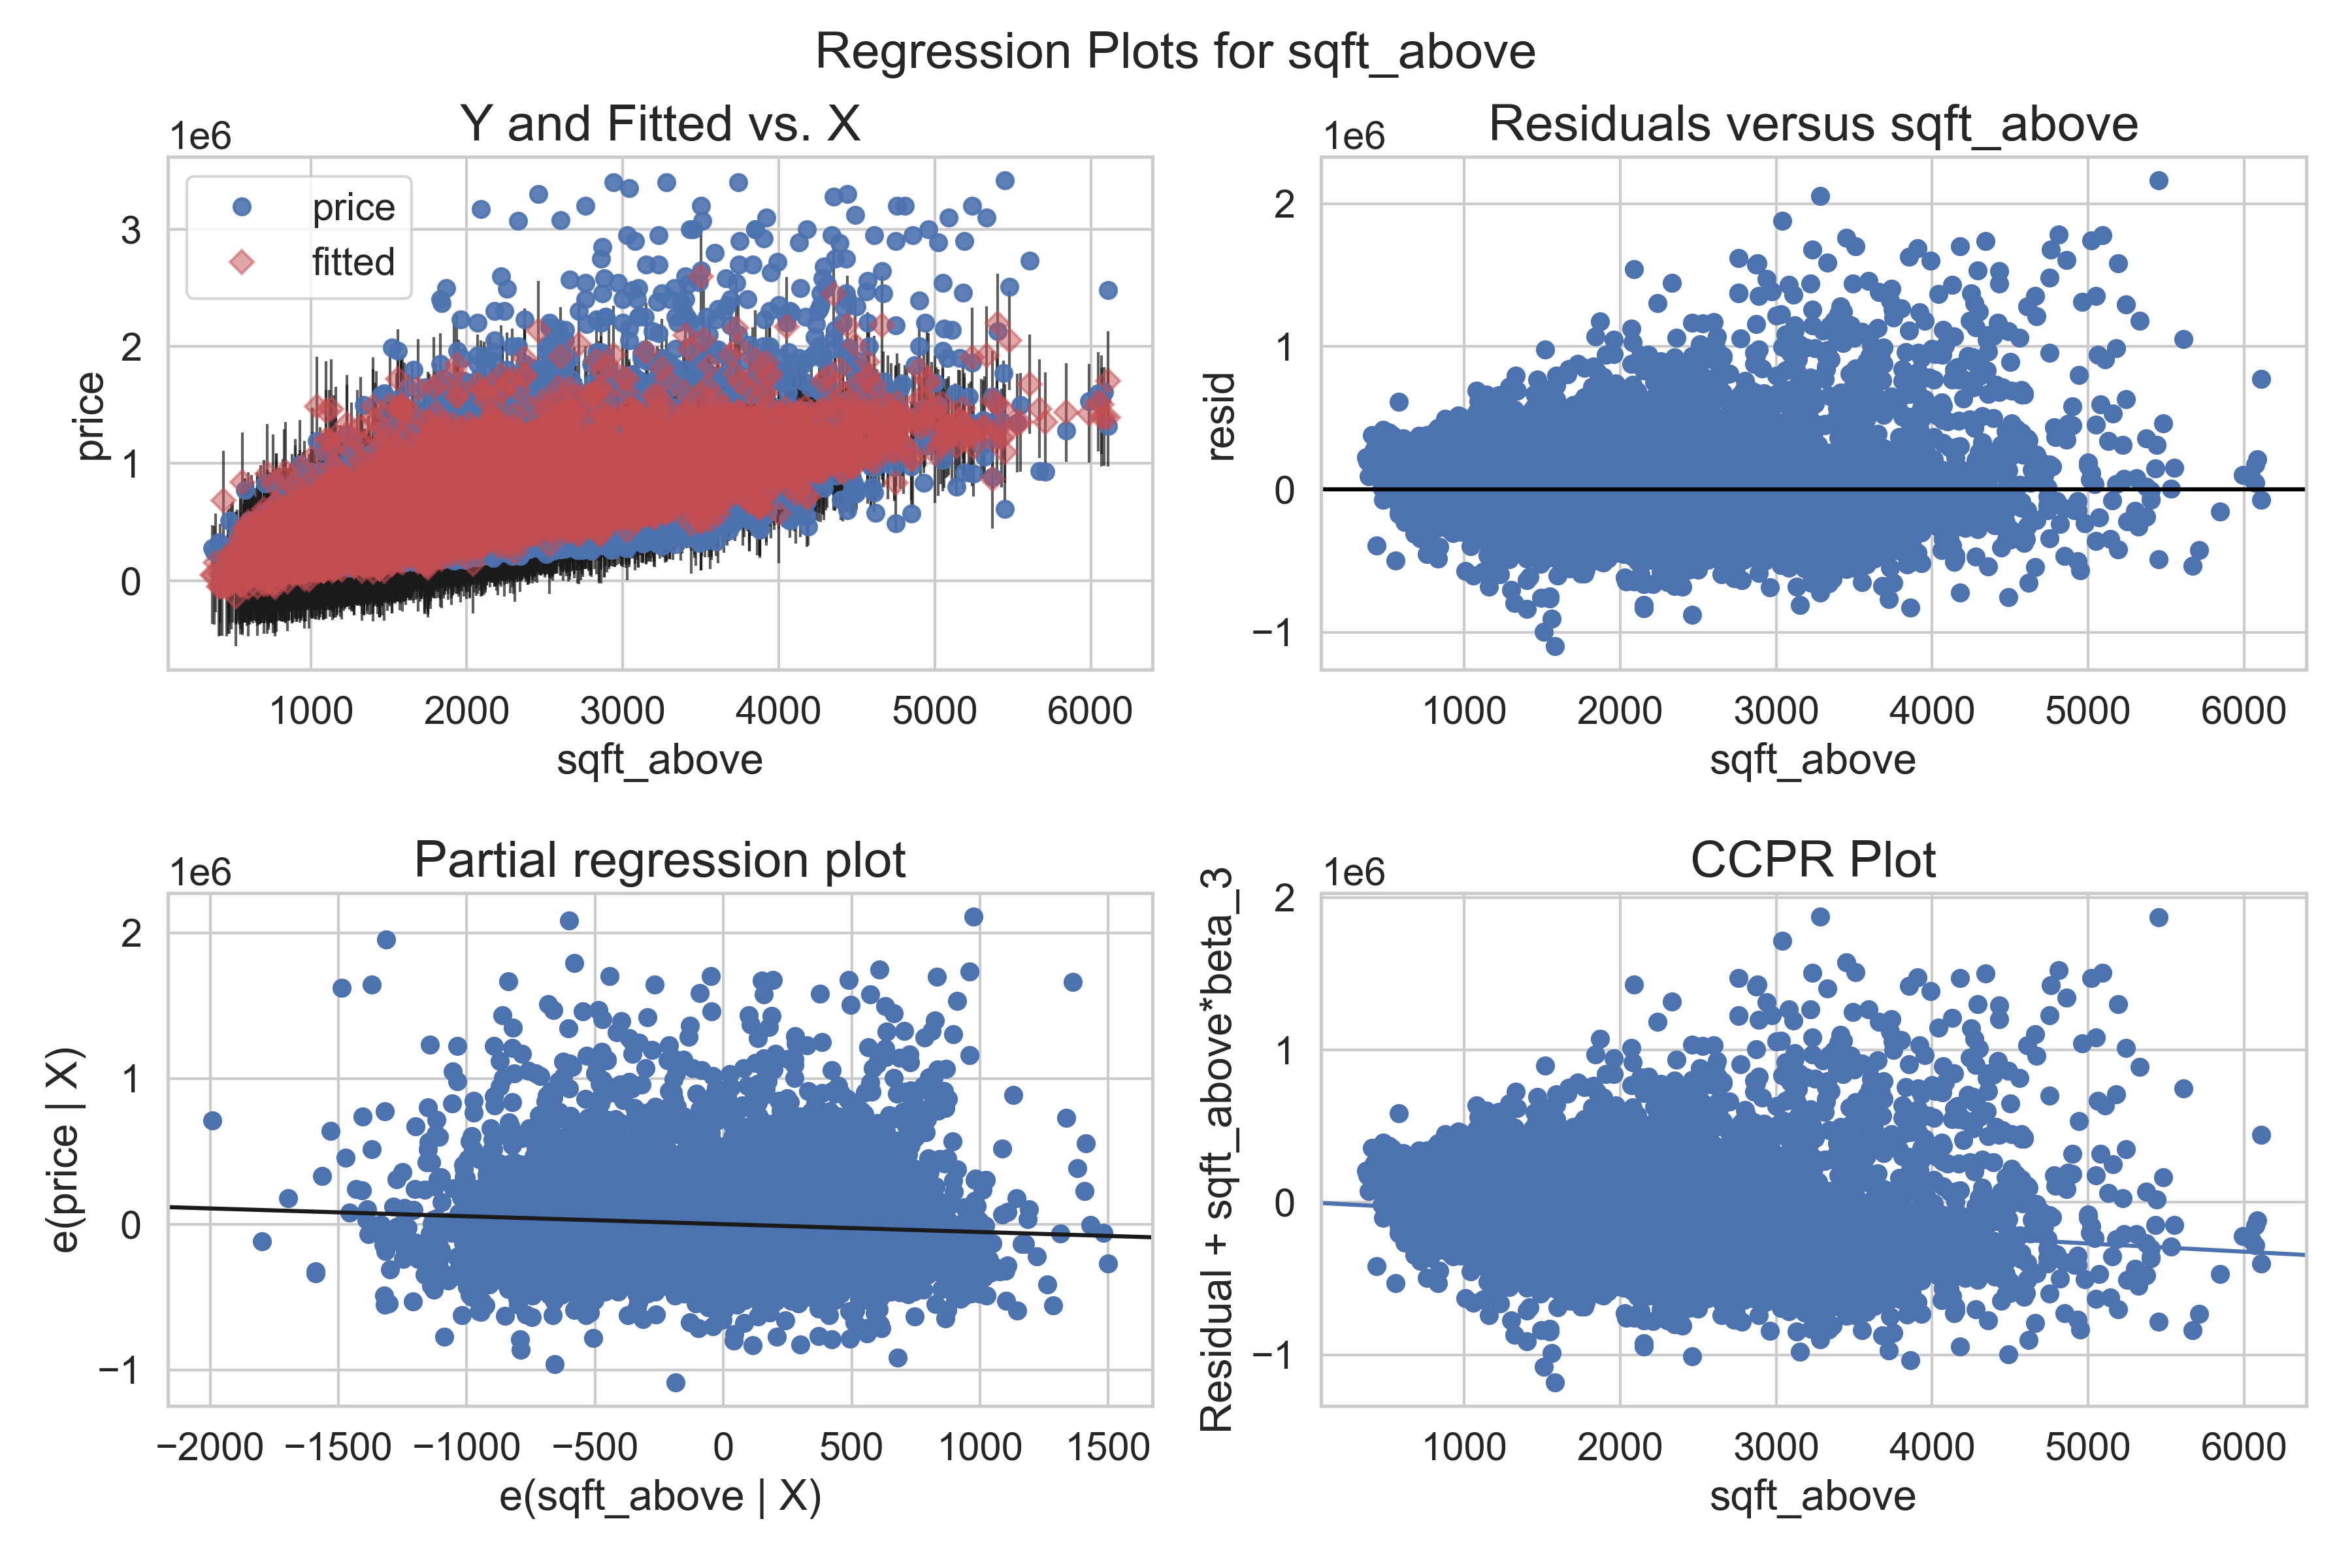 Regression Plots for sqft_above
Y and Fitted vs. X
1e6
price
fitted
3
2
1
0
price
1000 2000 3000 4000 5000 6000
sqft_above
Residuals versus sqft_above
1e6
2
1
0
−1
resid
1000 2000 3000 4000 5000 6000
sqft_above
Partial regression plot
1e6
2
1
0
−1
e(price | X)
−2000 −1500 −1000 −500 0 500 1000 1500
e(sqft_above | X)
CCPR Plot
1e6
2
1
0
−1
Residual + sqft_above*beta_3
1000 2000 3000 4000 5000 6000
sqft_above